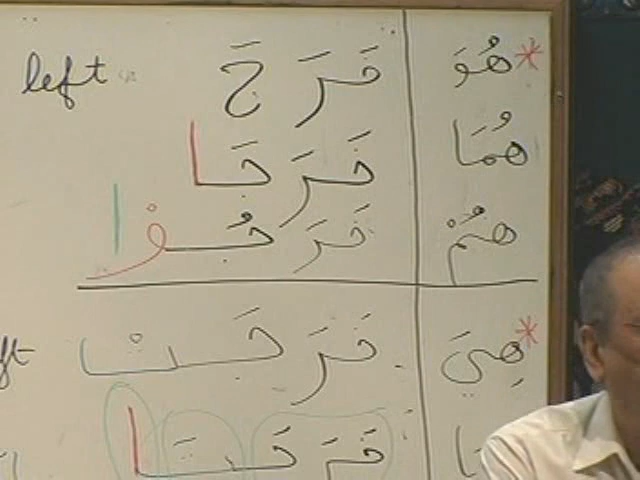 * هُوَ خَرَجَ left
هُمَا خَرَجَا
هُمْ خَرَجُوا
* هِيَ خَرَجَتْ
خَرَجَتَا